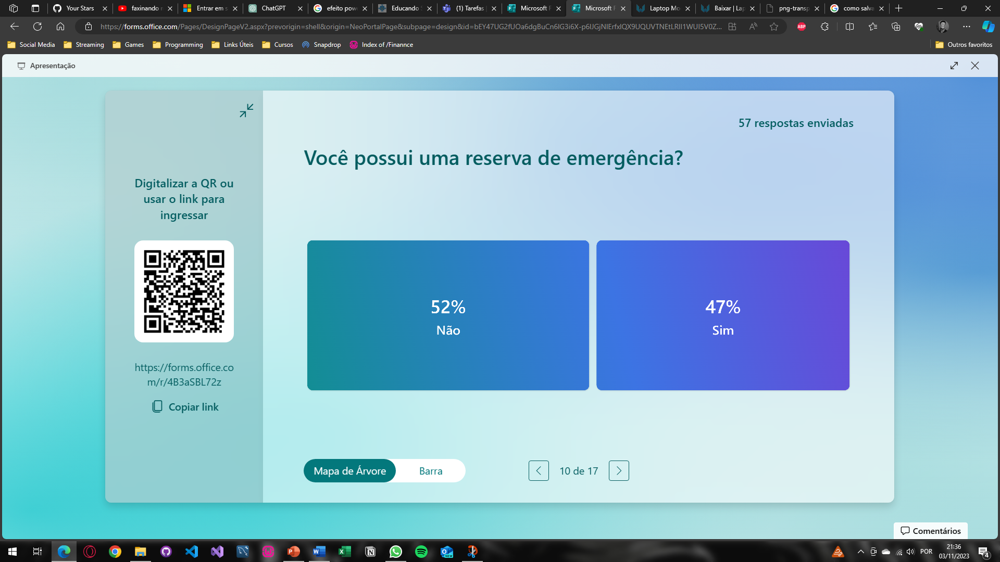 Your Stars
faxinando
Entrar em s
ChatGPT
efeito pow
Educando
(1) Tarefas
Microsoft F
Microsoft F
Laptop Mo
Baixar | Lap
png-transp
como salva
https://forms.office.com/Pages/DesignPageV2.aspx?prevorigin=shell&origin=NeoPortalPage&subpage=design&id=bEY47UG2fUOa6dgBuCn6lG3i6X-p6UJGjNIErfxIQX9UQUVTNEtLRlI1WUI5V0Z...
ABP
Social Media
Streaming
Games
Programming
Links Úteis
Cursos
Snapdrop
Index of /Finannce
Outros favoritos
Apresentação
57 respostas enviadas
Você possui uma reserva de emergência?
Digitalizar a QR ou
usar o link para
ingressar
https://forms.office.co
m/r/4B3aSBL72z
Copiar link
52%
Não
47%
Sim
Mapa de Árvore
Barra
10 de 17
Comentários
POR
21:36
03/11/2023
4